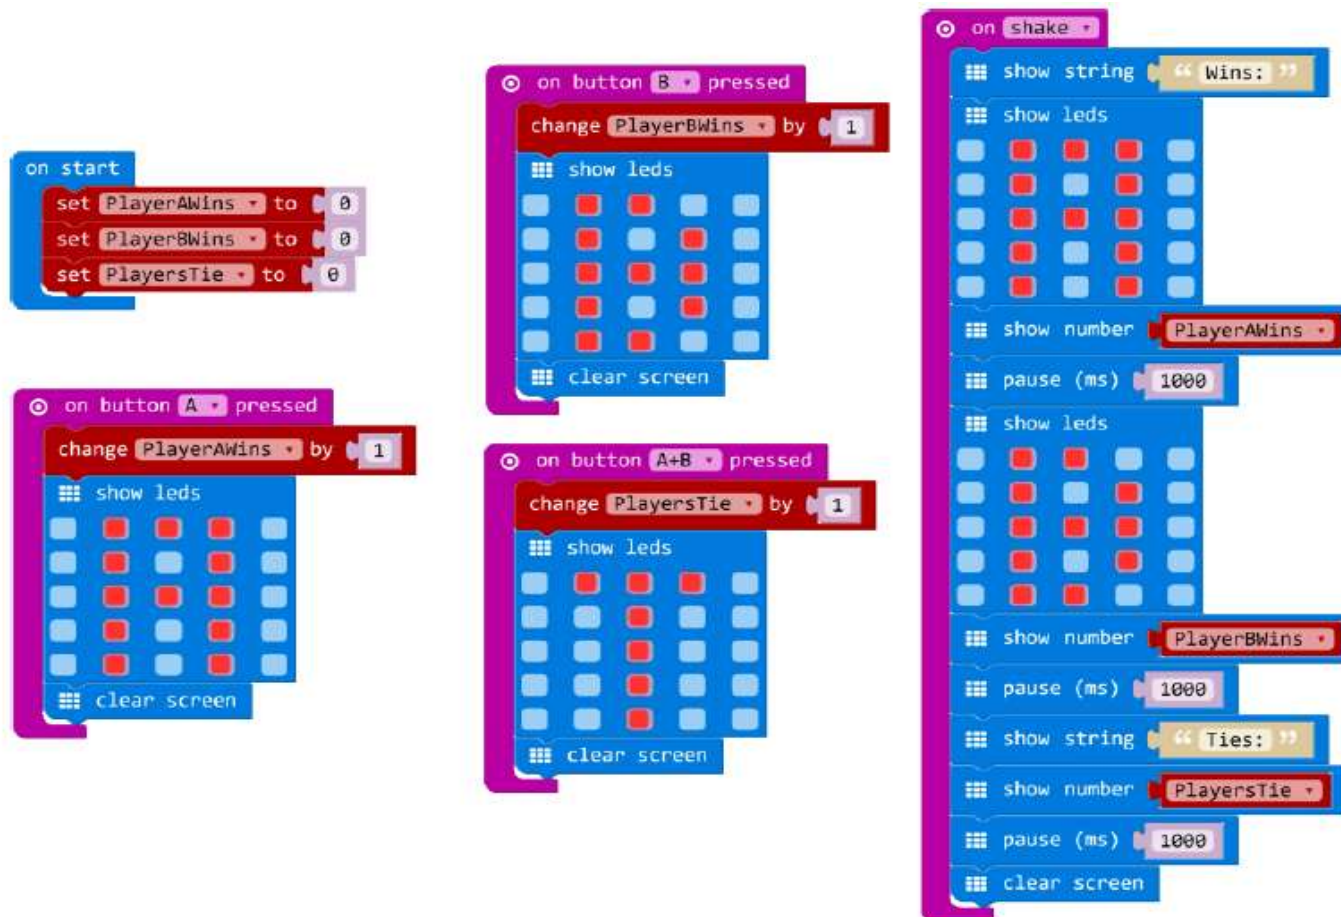 on start
set PlayerAWins to 0
set PlayerBWins to 0
set PlayersTie to 0
on button A pressed
change PlayerAWins by 1
show leds
clear screen
on button B pressed
change PlayerBWins by 1
show leds
clear screen
on button A+B pressed
change PlayersTie by 1
show leds
clear screen
on shake
show string “ Wins: ”
show leds
show number PlayerAWins
pause (ms) 1000
show leds
show number PlayerBWins
pause (ms) 1000
show string “ Ties: ”
show number PlayersTie
pause (ms) 1000
clear screen